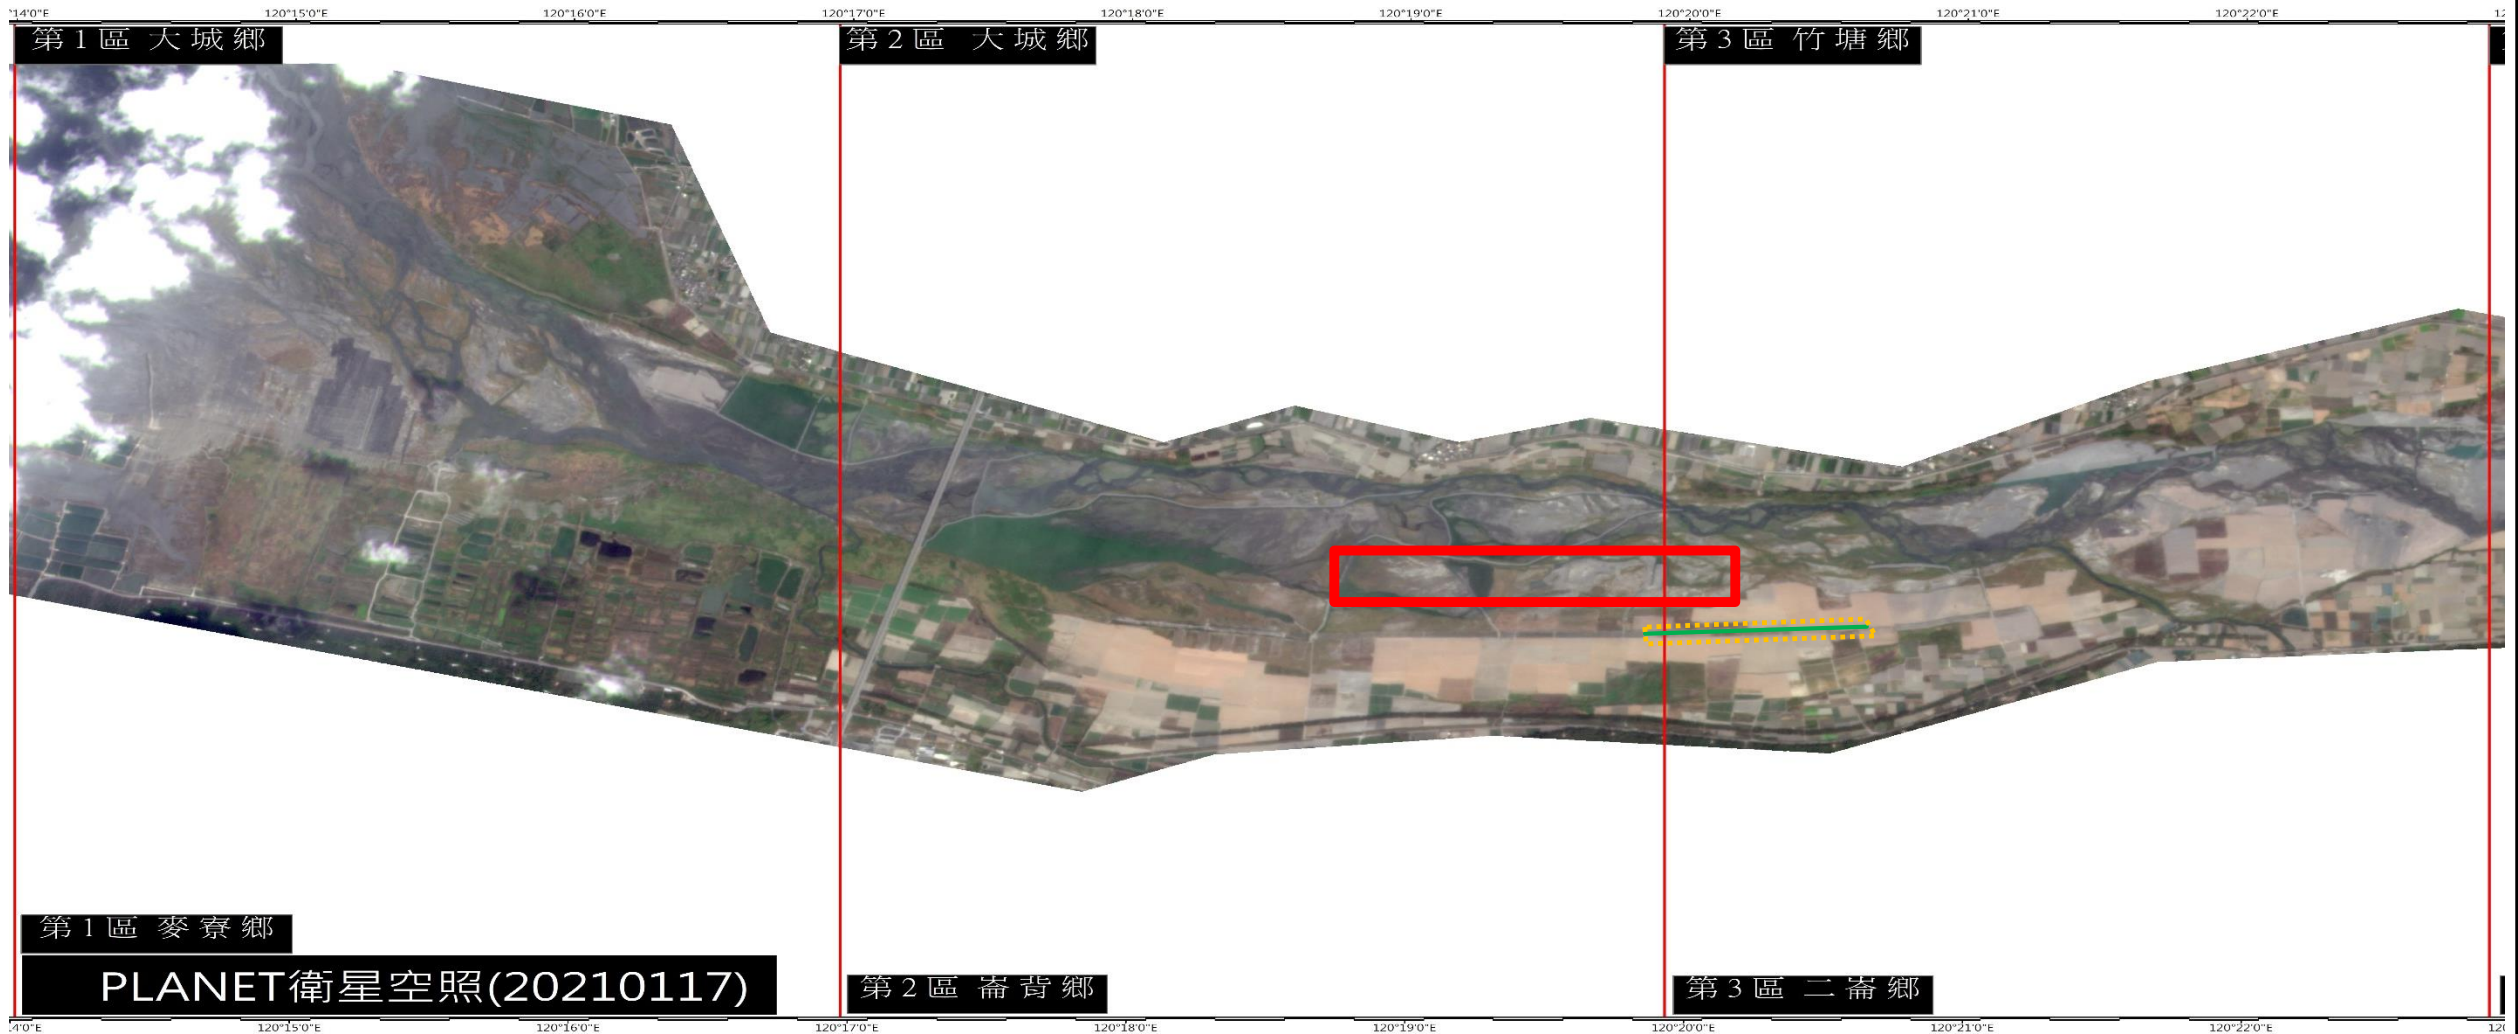 14'0"E 120°15'0"E 120°16'0"E 120°17'0"E 120°18'0"E 120°19'0"E 120°20'0"E 120°21'0"E 120°22'0"E
第1區 大城鄉
第2區 大城鄉
第3區 竹塘鄉
第1區 麥寮鄉
PLANET衛星空照(20210117)
第2區 崙背鄉
第3區 二崙鄉
4'0"E 120°15'0"E 120°16'0"E 120°17'0"E 120°18'0"E 120°19'0"E 120°20'0"E 120°21'0"E 120°22'0"E